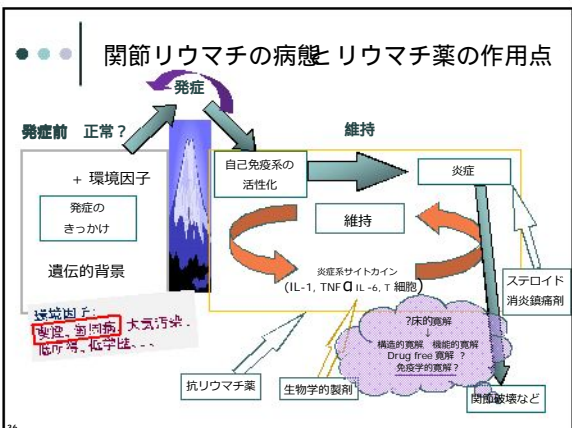 関節リウマチの病態とリウマチ薬の作用点
発症
発症前 正常？
維持
+ 環境因子
発症の
きっかけ
遺伝的背景
自己免疫系の
活性化
炎症
維持
炎症系サイトカイン
(IL-1, TNFα IL-6, T 細胞)
環境因子:
喫煙、歯周病、大気汚染、
低所得、低学歴、、、
?床的寛解
↓
構造的寛解 機能的寛解
Drug free 寛解 ?
免疫学的寛解?
ステロイド
消炎鎮痛剤
抗リウマチ薬
生物学的製剤
関節破壊など
26